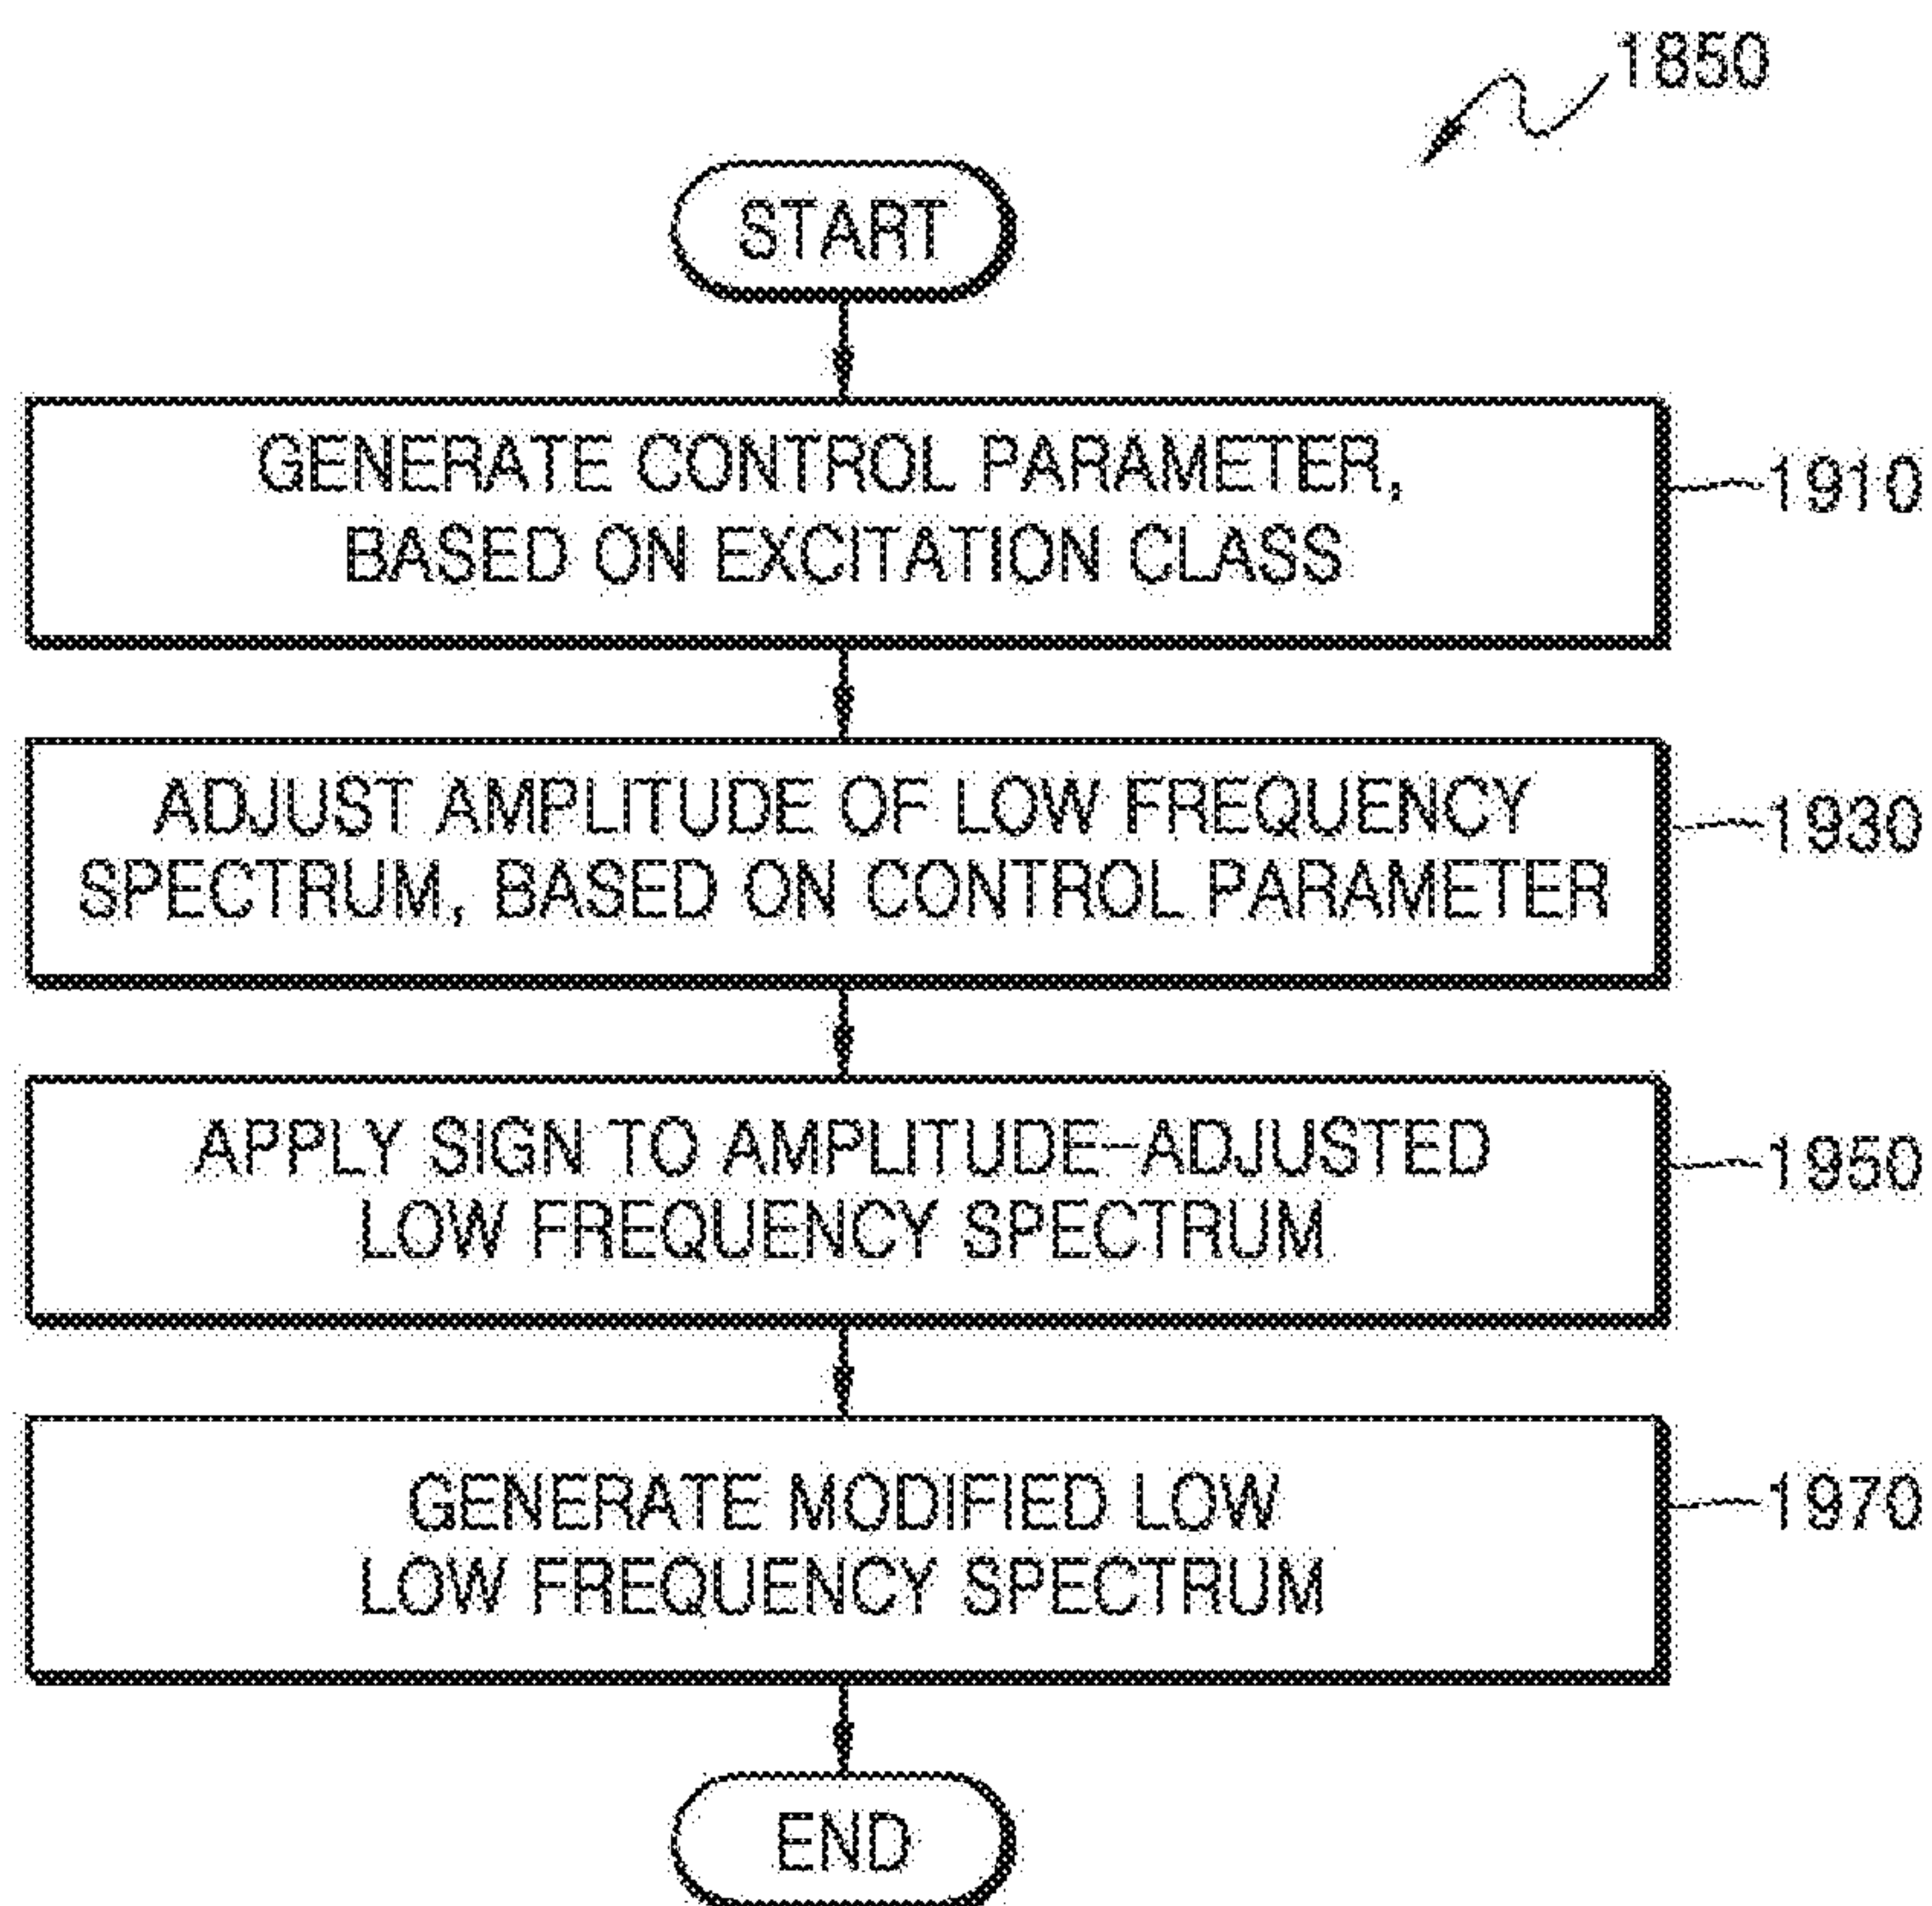 1850
START
GENERATE CONTROL PARAMETER,
BASED ON EXCITATION CLASS
1910
ADJUST AMPLITUDE OF LOW FREQUENCY
SPECTRUM, BASED ON CONTROL PARAMETER
1930
APPLY SIGN TO AMPLITUDE-ADJUSTED
LOW FREQUENCY SPECTRUM
1950
GENERATE MODIFIED LOW
LOW FREQUENCY SPECTRUM
1970
END